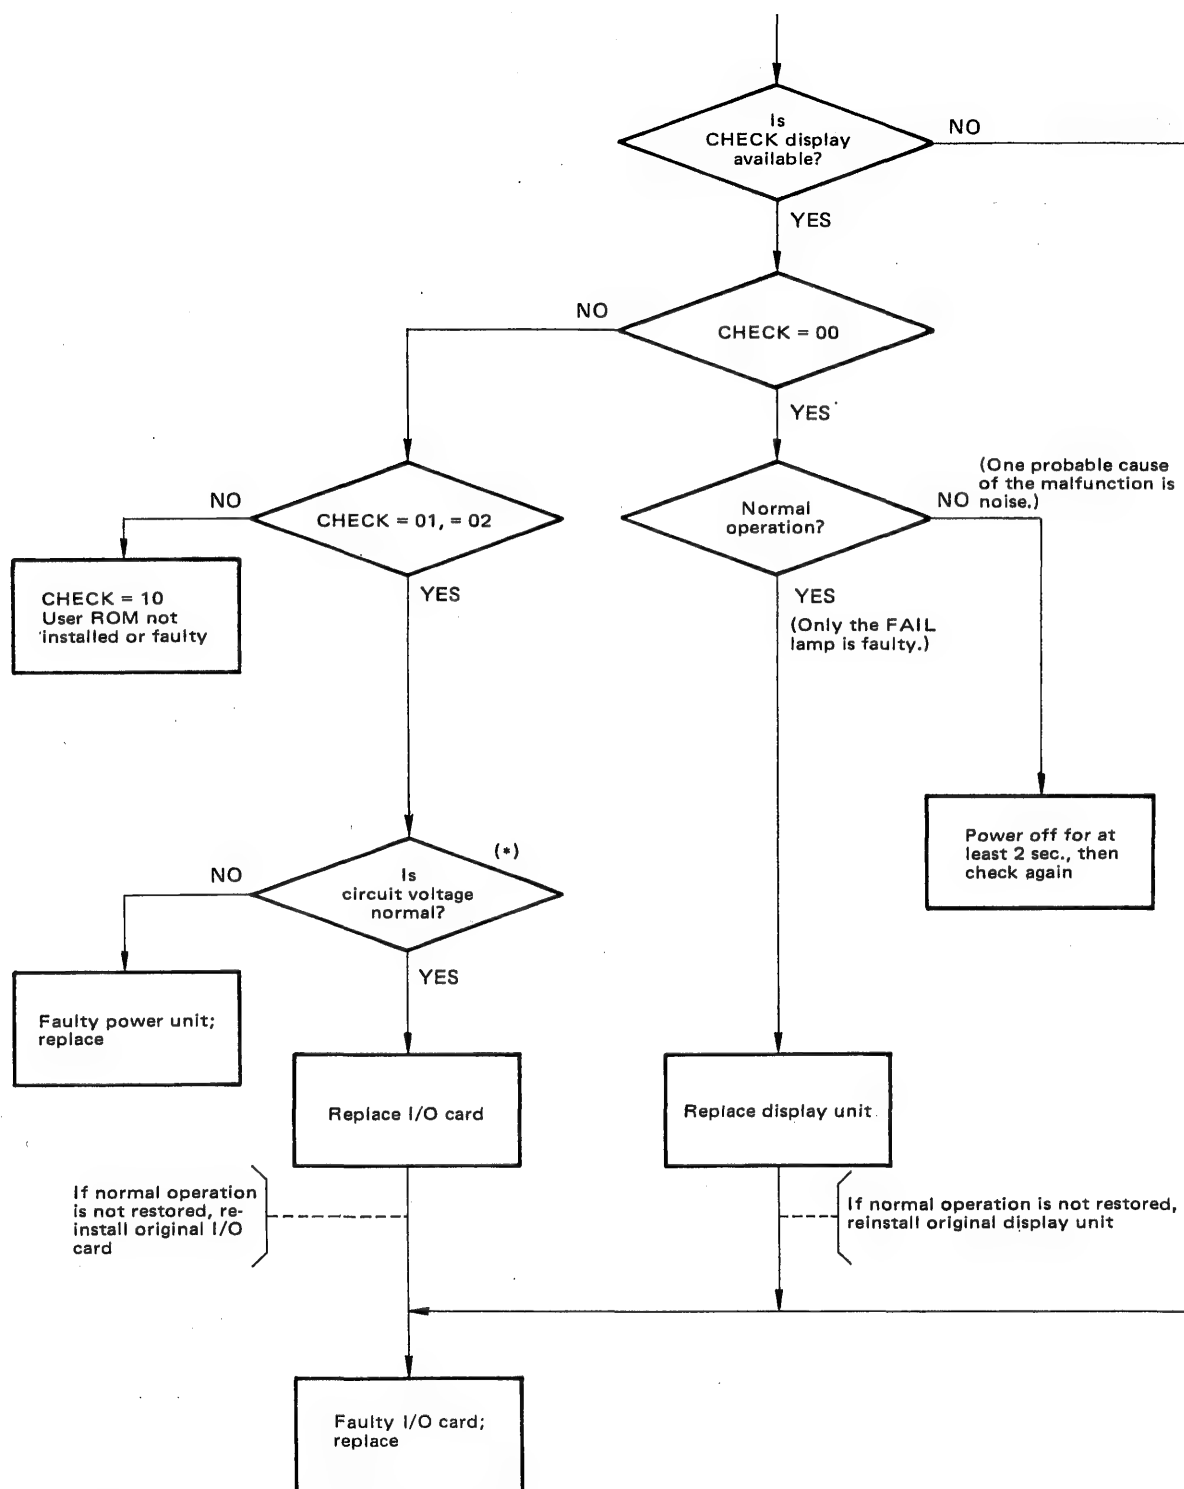 Is
CHECK display
available?
NO
YES
NO
CHECK = 00
YES
NO
CHECK = 01, = 02
YES
Normal
operation?
(One probable cause
of the malfunction is
NO noise.)
YES
(Only the FAIL
lamp is faulty.)
CHECK = 10
User ROM not
installed or faulty
Power off for at
least 2 sec., then
check again
(*)
NO
Is
circuit voltage
normal?
YES
Faulty power unit;
replace
Replace I/O card
Replace display unit
If normal operation
is not restored, re-
install original I/O
card
If normal operation is not restored,
reinstall original display unit
Faulty I/O card;
replace